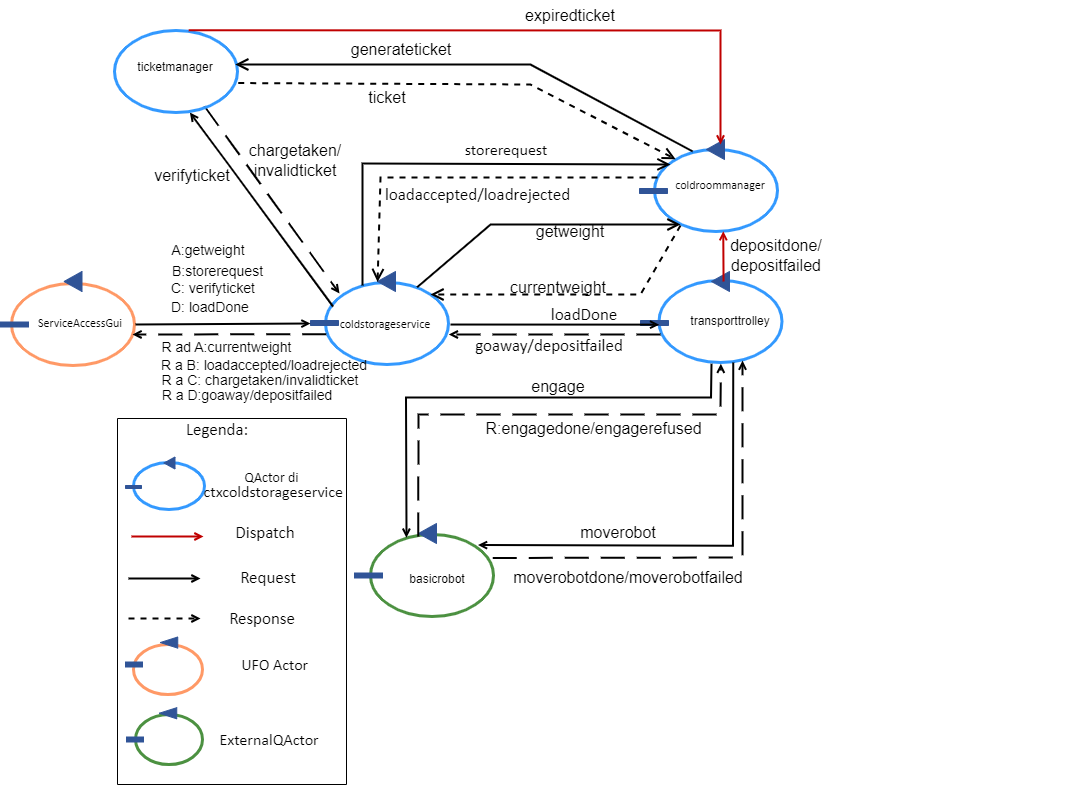 expiredticket
generateticket
ticketmanager
ticket
chargetaken/
invalidticket
storerequest
verifyticket
coldroommanager
loadaccepted/loadrejected
getweight
depositdone/
depositfailed
A:getweight
B:storerequest
C: verifyticket
D: loadDone
currentweight
loadDone
ServiceAccessGui
coldstorageservice
transporttrolley
goaway/depositfailed
R ad A:currentweight
R a B: loadaccepted/loadrejected
R a C: chargetaken/invalidticket
R a D:goaway/depositfailed
engage
R:engagedone/engagerefused
Legenda:
QActor di
ctxcoldstorageservice
Dispatch
moverobot
Request
basicrobot
moverobotdone/moverobotfailed
Response
UFO Actor
ExternalQActor